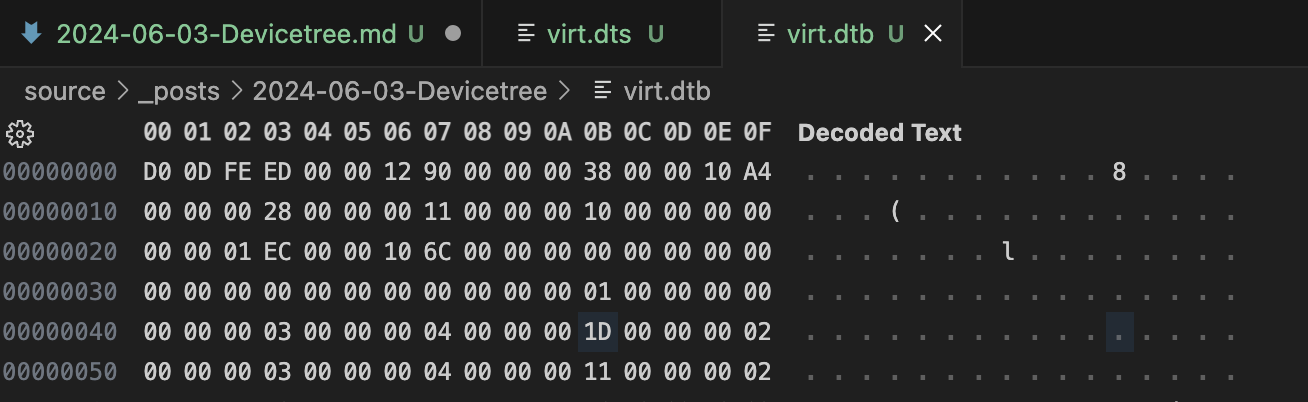 2024-06-03-Devicetree.md U ● virt.dts U virt.dtb U ×
source > _posts > 2024-06-03-Devicetree > virt.dtb
00 01 02 03 04 05 06 07 08 09 0A 0B 0C 0D 0E 0F Decoded Text
00000000 D0 0D FE ED 00 00 12 90 00 00 00 38 00 00 10 A4 . . . . . . . . . . . 8 . . . .
00000010 00 00 00 28 00 00 00 11 00 00 00 10 00 00 00 00 . . . ( . . . . . . . . . . . .
00000020 00 00 01 EC 00 00 10 6C 00 00 00 00 00 00 00 00 . . . . . . . l . . . . . . . .
00000030 00 00 00 00 00 00 00 00 00 00 00 01 00 00 00 00 . . . . . . . . . . . . . . . .
00000040 00 00 00 03 00 00 00 04 00 00 00 1D 00 00 00 02 . . . . . . . . . . . . . . . .
00000050 00 00 00 03 00 00 00 04 00 00 00 11 00 00 00 02 . . . . . . . . . . . . . . . .